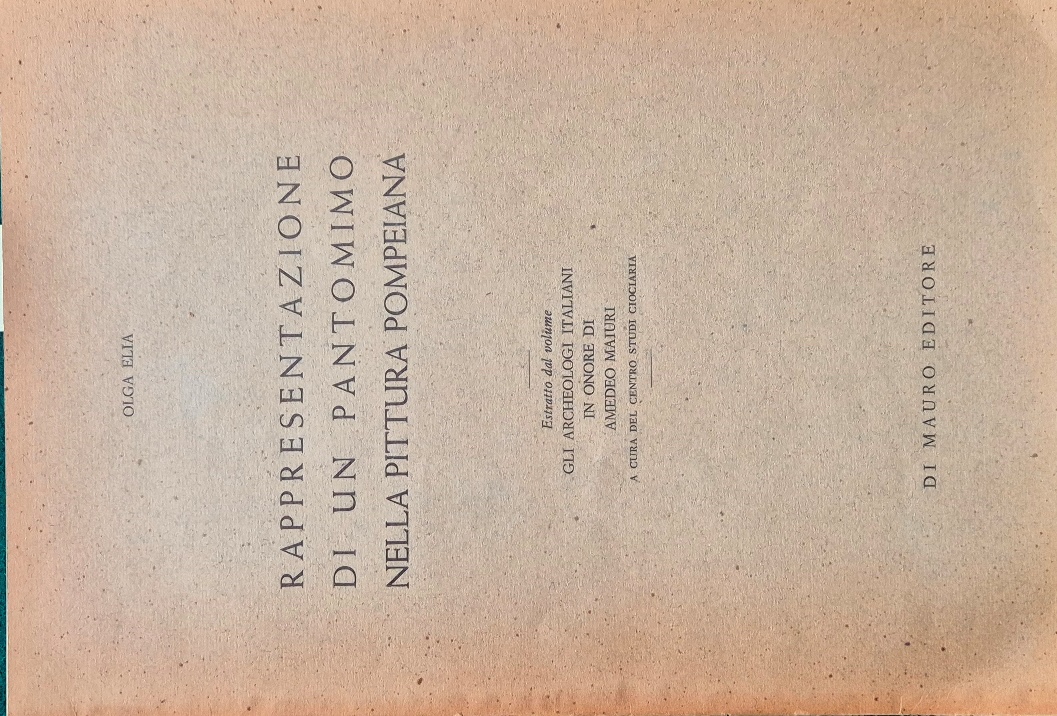 OLGA ELIA
RAPPRESENTAZIONE
DI UN PANTOMIMO
NELLA PITTURA POMPEIANA
Estratto dal volume
GLI ARCHEOLOGI ITALIANI
IN ONORE DI
AMEDEO MAIURI
A CURA DEL CENTRO STUDI CIOCIARIA
DI MAURO EDITORE